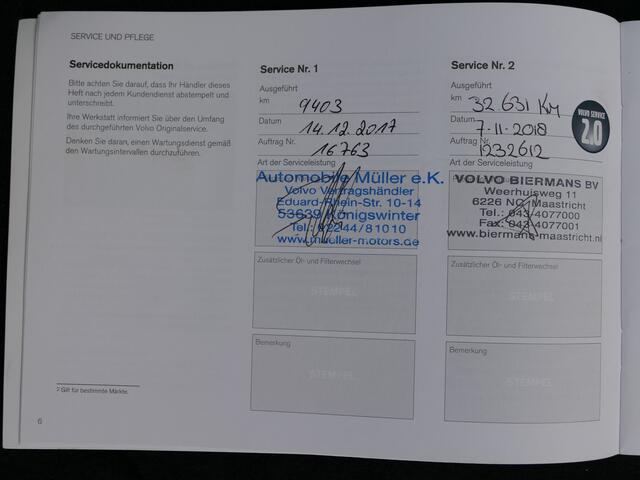 SERVICE UND PFLEGE
Servicedokumentation
Bitte achten Sie darauf, dass Ihr Händler dieses
Heft nach jedem Kundendienst abstempelt und
unterschreibt.
Ihre Werkstatt informiert Sie über den Umfang
des durchgeführten Volvo Originalservice.
Denken Sie daran, einen Wartungsdienst gemäß
den Wartungsintervallen durchzuführen.
Service Nr. 1
Ausgeführt
km 9403
Datum 14.12.2017
Auftrag Nr. 16763
Art der Serviceleistung
Automobile Müller e.K.
Volvo Vertragshändler
Eduard-Rhein-Str. 10-14
53639 Königswinter
Tel.: 02244/81010
www.mueller-motors.de
Zusätzlicher Öl- und Filterwechsel
STEMPEL
Bemerkung
STEMPEL
Service Nr. 2
Ausgeführt
km 32 631 KM
Datum 7-11-2018
Auftrag Nr. 1232612
VOLVO SERVICE
2.0
Art der Serviceleistung
VOLVO BIERMANS BV
Weerhuisweg 11
6226 NC Maastricht
Tel.: 043-4077000
Fax: 043-4077001
www.biermans-maastricht.nl
Zusätzlicher Öl- und Filterwechsel
STEMPEL
Bemerkung
STEMPEL
Gilt für bestimmte Märkte.
6